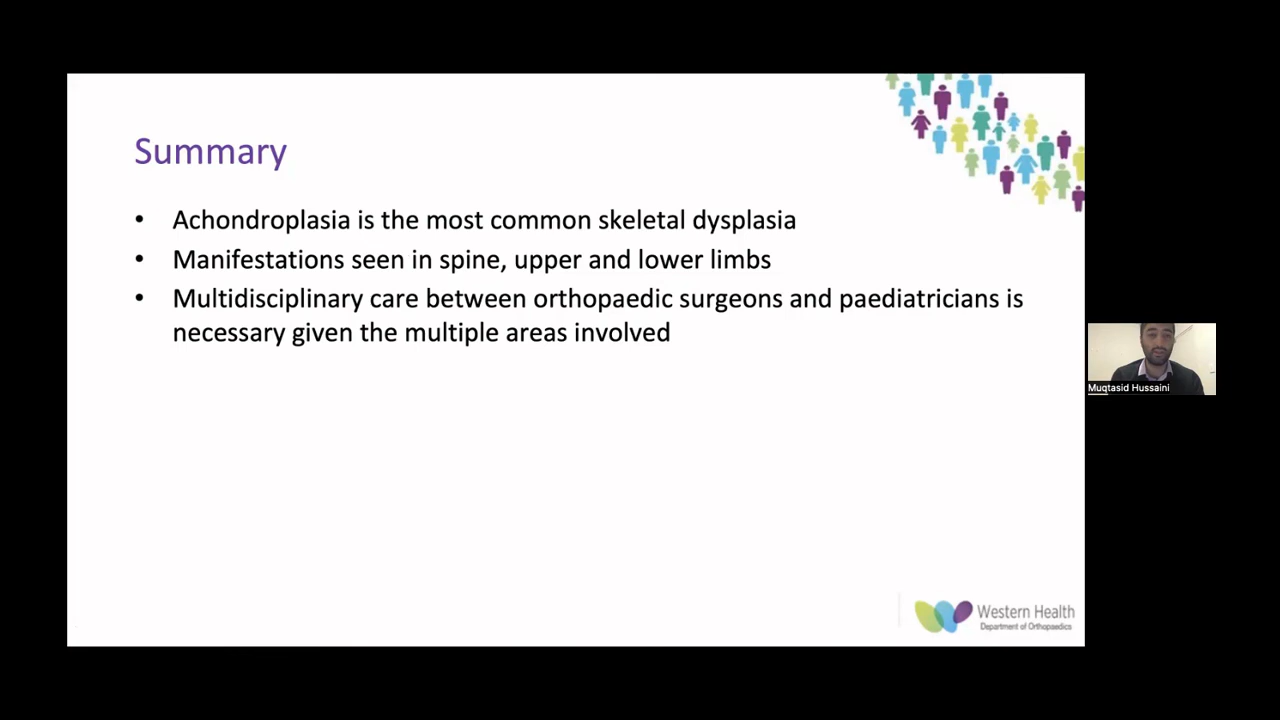 Summary
• Achondroplasia is the most common skeletal dysplasia
• Manifestations seen in spine, upper and lower limbs
• Multidisciplinary care between orthopaedic surgeons and paediatricians is
necessary given the multiple areas involved
Muqtasid Hussaini
Western Health
Department of Orthopaedics